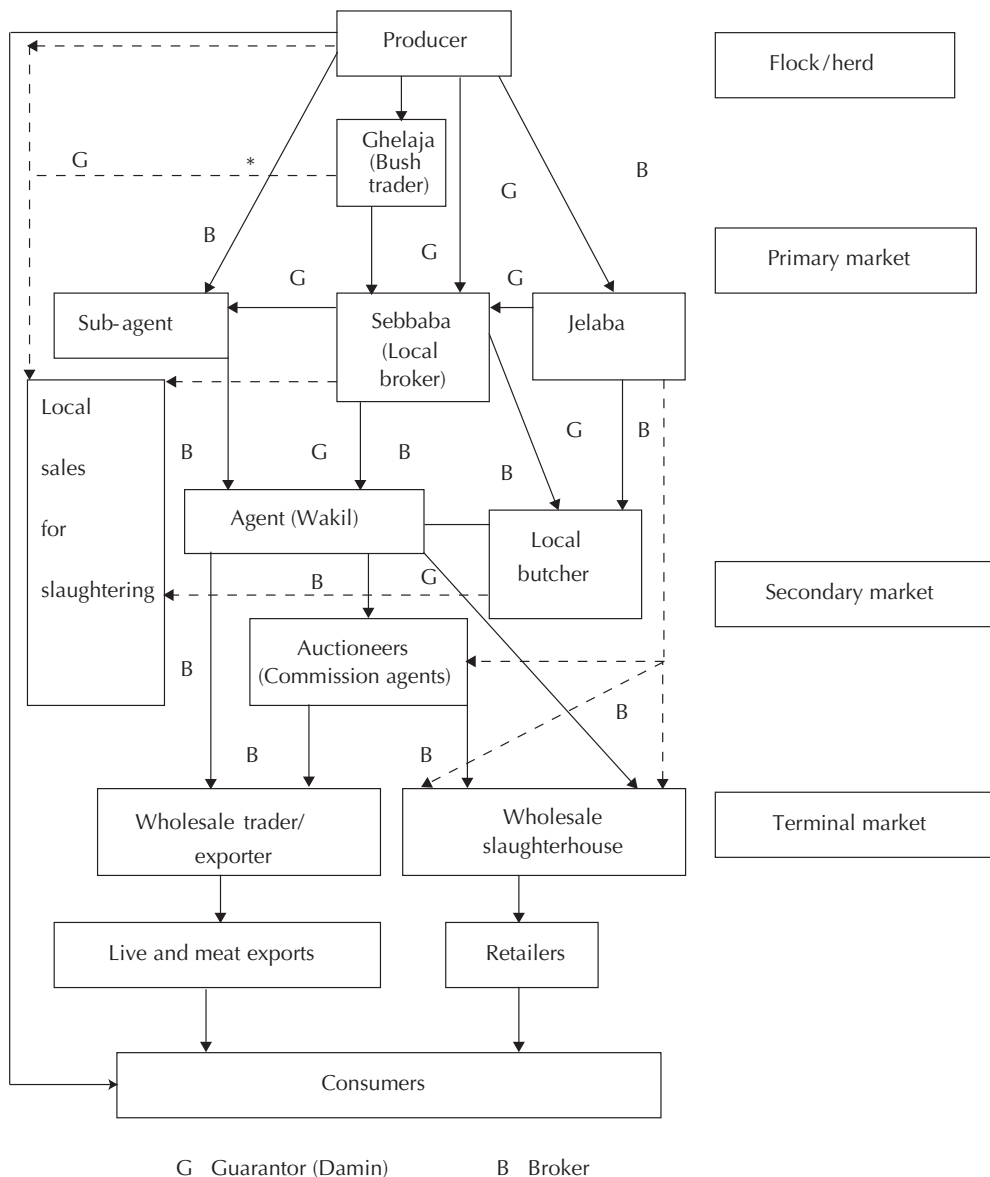 Producer
Flock/herd
Ghelaja
(Bush
trader)
G
*
B
G
B
Primary market
G
G
G
Sub-agent
Sebbaba
(Local
broker)
Jelaba
Local
sales
for
slaughtering
B
G
B
G
B
B
Agent (Wakil)
Local
butcher
B
G
Secondary market
Auctioneers
(Commission agents)
B
B
B
B
Wholesale trader/
exporter
Wholesale
slaughterhouse
Terminal market
Live and meat exports
Retailers
Consumers
G Guarantor (Damin)
B Broker